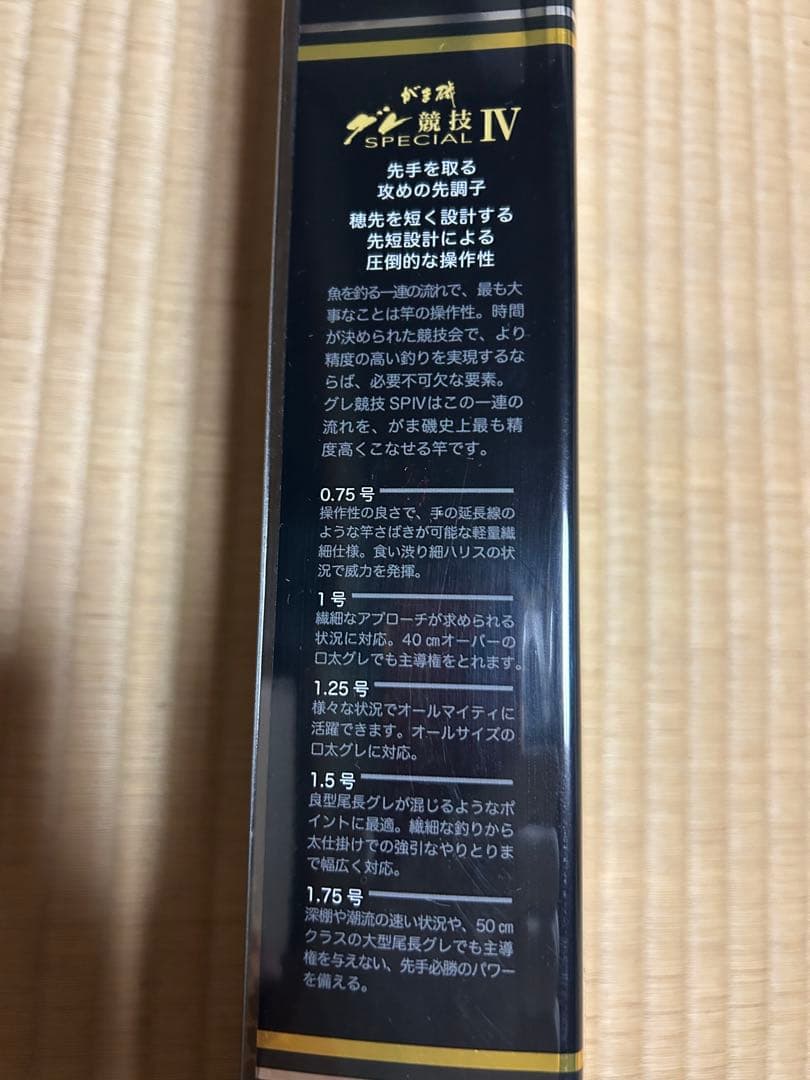 がま磯
グレ競技IV
SPECIAL
先手を取る
攻めの先調子
穂先を短く設計する
先短設計による
圧倒的な操作性
魚を釣る一連の流れで、最も大
事なことは竿の操作性。時間
が決められた競技会で、より
精度の高い釣りを実現するな
らば、必要不可欠な要素。
グレ競技 SPIVはこの一連の
流れを、がま磯史上最も精
度高くこなせる竿です。
0.75 号
操作性の良さで、手の延長線の
ような竿さばきが可能な軽量繊
細仕様。食い渋り細ハリスの状
況で威力を発揮。
1 号
繊細なアプローチが求められる
状況に対応。40 ㎝オーバーの
口太グレでも主導権をとれます。
1.25 号
様々な状況でオールマイティに
活躍できます。オールサイズの
口太グレに対応。
1.5 号
良型尾長グレが混じるようなポ
イントに最適。繊細な釣りから
太仕掛けでの強引なやりとりま
で幅広く対応。
1.75 号
深棚や潮流の速い状況や、50 ㎝
クラスの大型尾長グレでも主導
権を与えない、先手必勝のパワー
を備える。